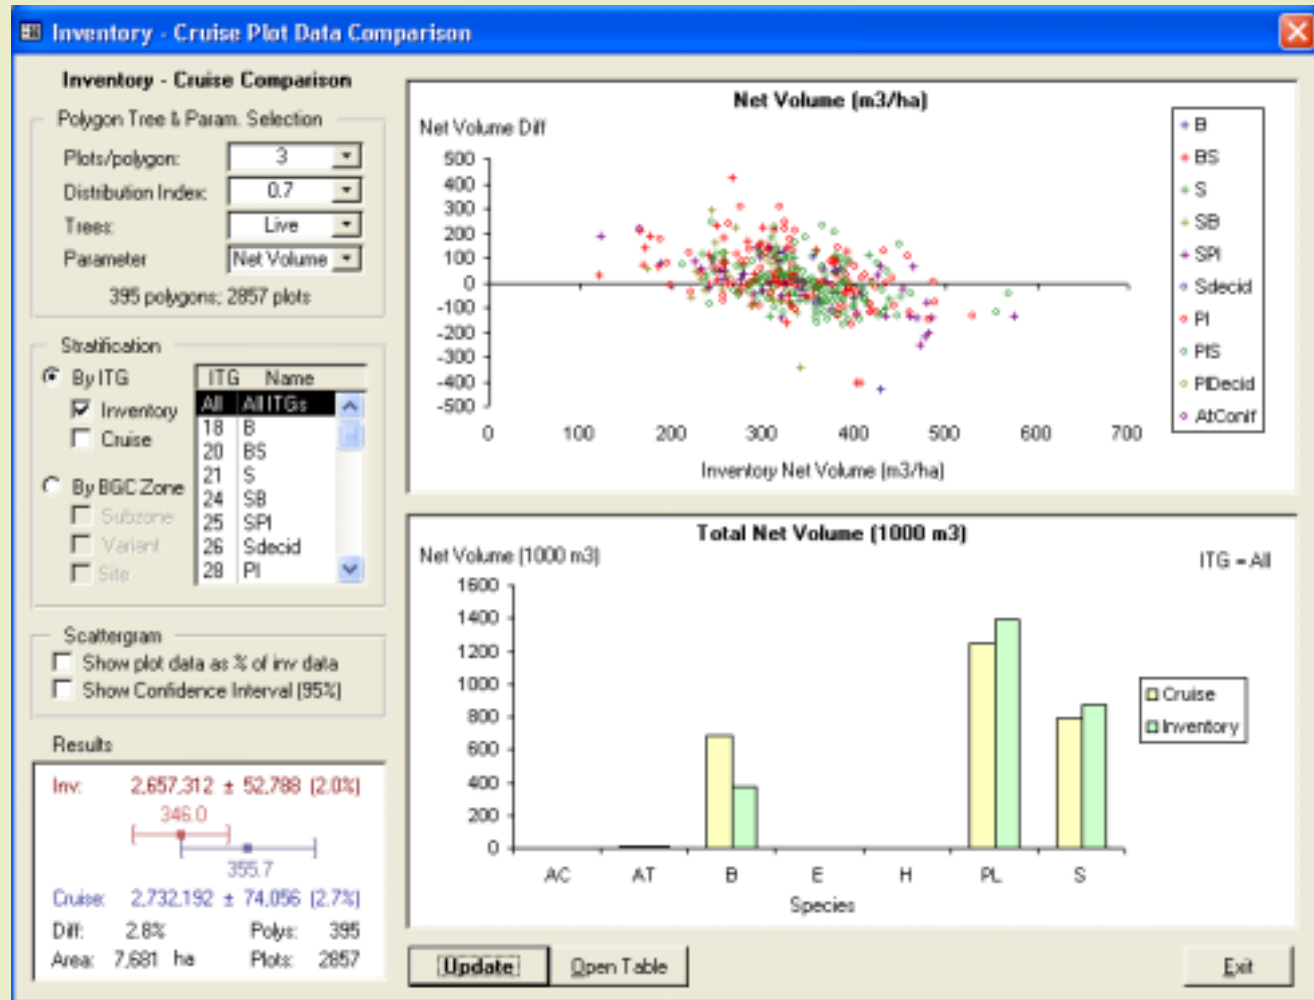 Inventory - Cruise Plot Data Comparison
Inventory - Cruise Comparison
Polygon Tree & Param. Selection
Plots/polygon: 3
Distribution Index: 0.7
Trees: Live
Parameter Net Volume
395 polygons; 2857 plots
Stratification
By ITG
Inventory
Cruise
By BGC Zone
Subzone
Variant
Site
ITG Name
All All ITGs
18 B
20 BS
21 S
24 SB
25 SPl
26 Sdecid
28 Pl
Scattergram
Show plot data as % of inv data
Show Confidence Interval (95%)
Results
Inv: 2,657,312 ± 52,788 (2.0%)
346.0
355.7
Cruise: 2,732,192 ± 74,056 (2.7%)
Diff: 2.8% Polys: 395
Area: 7,681 ha Plots: 2857
Net Volume (m3/ha)
Net Volume Diff
500
400
300
200
100
0
-100
-200
-300
-400
-500
0 100 200 300 400 500 600 700
Inventory Net Volume (m3/ha)
B
BS
S
SB
SPl
Sdecid
Pl
PlS
PlDecid
AtConif
Total Net Volume (1000 m3)
Net Volume (1000 m3)
ITG = All
1600
1400
1200
1000
800
600
400
200
0
AC AT B E H PL S
Species
Cruise
Inventory
Update Open Table Exit